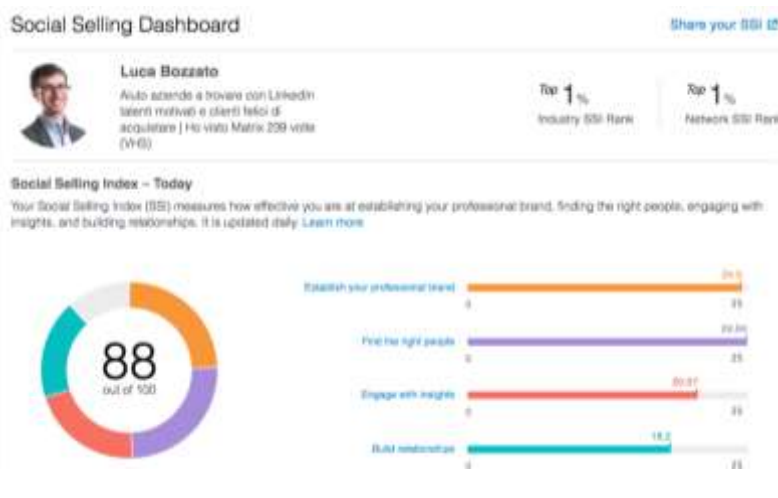 Social Selling Dashboard
Share your SSI
Luca Bozzato
Aiuto aziende a trovare con LinkedIn
talenti motivati e clienti felici di
acquistare | Ho visto Matrix 239 volte
(VHS)
Top 1%
Industry SSI Rank
Top 1%
Network SSI Rank
Social Selling Index – Today
Your Social Selling Index (SSI) measures how effective you are at establishing your professional brand, finding the right people, engaging with
insights, and building relationships. It is updated daily. Learn more
88
out of 100
Establish your professional brand
0
25
Find the right people
0
25
Engage with insights
0
25
Build relationships
0
25